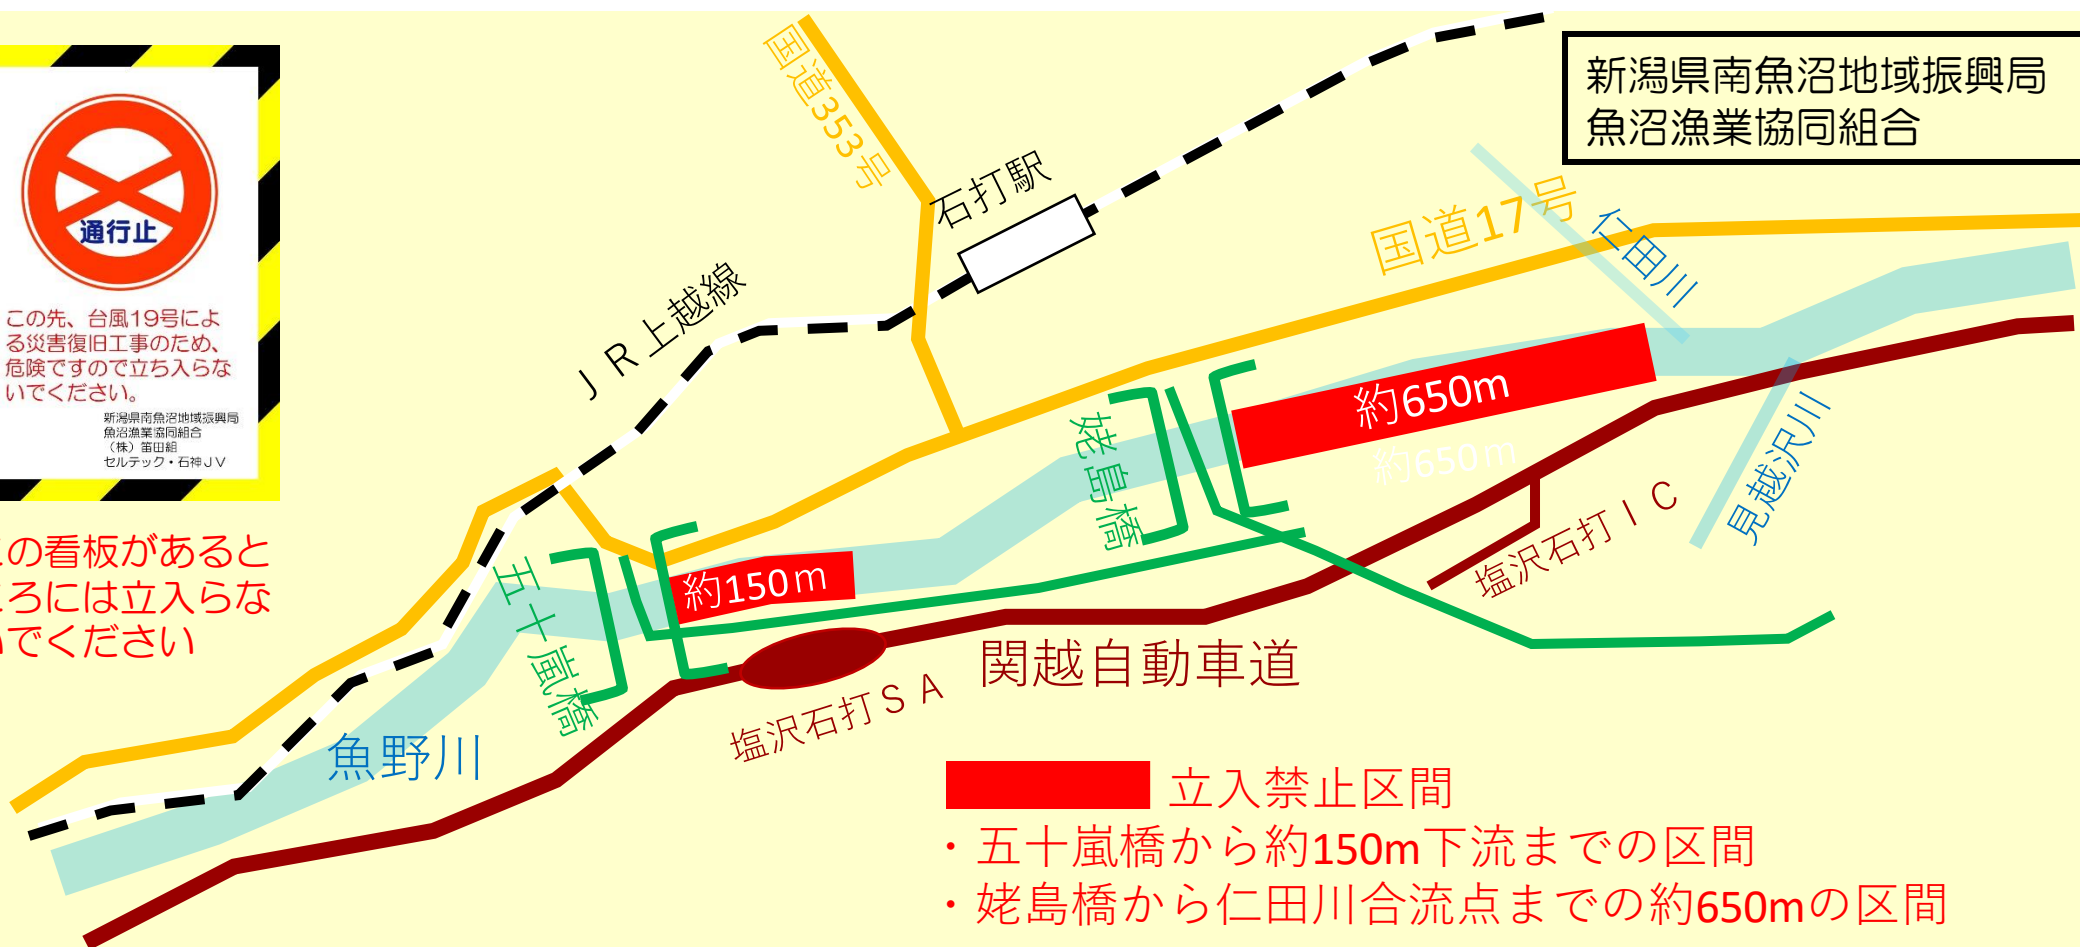 新潟県南魚沼地域振興局
魚沼漁業協同組合
通行止
この先、台風19号によ
る災害復旧工事のため、
危険ですので立ち入らな
いでください。
新潟県南魚沼地域振興局
魚沼漁業協同組合
（株）笛田組
セルテック・石神ＪＶ
の看板があると
ころには立入らな
いでください
国道353号
石打駅
ＪＲ上越線
国道17号
仁田川
約650m
約650ｍ
姥島橋
見越沢川
塩沢石打ＩＣ
約150ｍ
五十嵐橋
関越自動車道
塩沢石打ＳＡ
魚野川
立入禁止区間
・五十嵐橋から約150m下流までの区間
・姥島橋から仁田川合流点までの約650mの区間